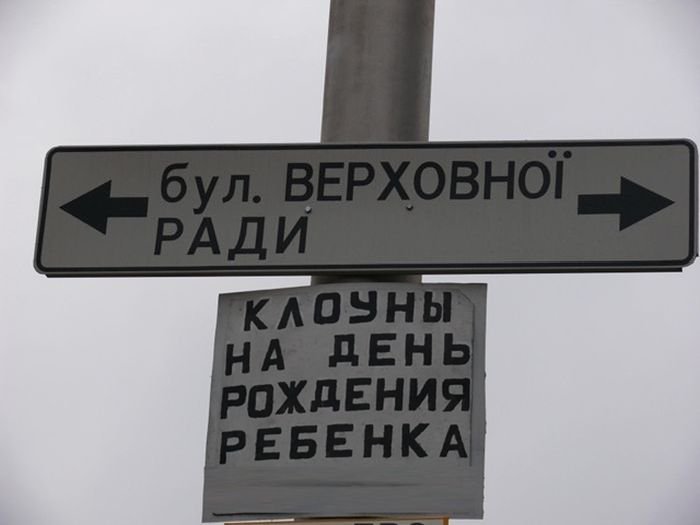 бул. ВЕРХОВНОЇ
РАДИ
КЛОУНЫ
НА ДЕНЬ
РОЖДЕНИЯ
РЕБЕНКА